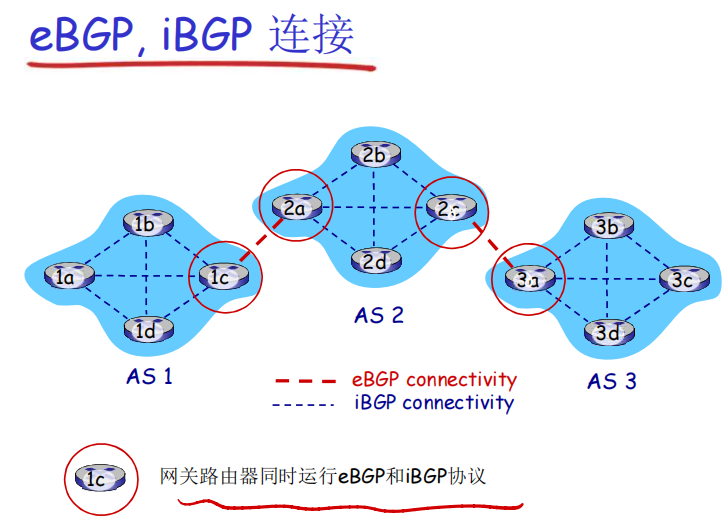 eBGP, iBGP 连接
2b
2a
2c
2d
1b
1a
1c
1d
3b
3a
3c
3d
AS 2
AS 1
AS 3
eBGP connectivity
iBGP connectivity
1c
网关路由器同时运行eBGP和iBGP协议